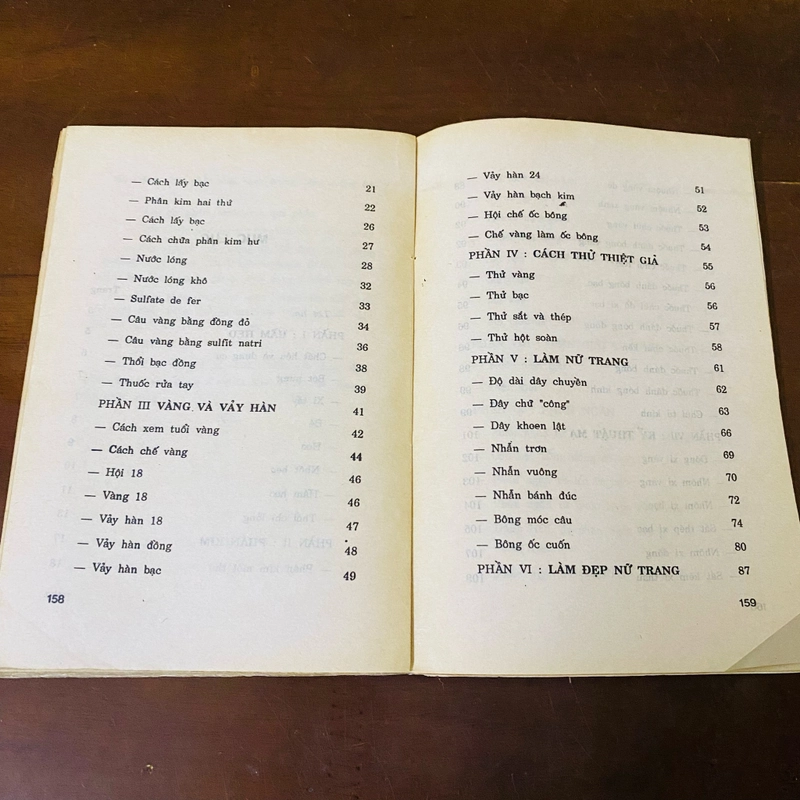 — Cách lấy bạc 21
— Phân kim hai thứ 22
— Cách lấy bạc 26
— Cách chữa phân kim hư 27
— Nước lóng 28
— Nước lóng khô 32
— Sulfate de fer 33
— Câu vàng bằng đồng đỏ 34
— Câu vàng bằng sulfit natri 36
— Thổi bạc đồng 38
— Thuốc rửa tay 39
PHẦN III VÀNG VÀ VẢY HÀN 41
— Cách xem tuổi vàng 42
— Cách chế vàng 44
— Hội 18 46
— Vàng 18 46
— Vảy hàn 18 47
— Vảy hàn đồng 48
— Vảy hàn bạc 49
158
— Vảy hàn 24 51
— Vảy hàn bạch kim 52
— Hội chế ốc bông 53
— Chế vàng làm ốc bông 54
PHẦN IV : CÁCH THỬ THIỆT GIẢ 55
— Thử vàng 56
— Thử bạc 56
— Thử sắt và thép 57
— Thử hột soàn 58
PHẦN V : LÀM NỮ TRANG 61
— Độ dài dây chuyền 62
— Dây chữ "công" 63
— Dây khoen lật 66
— Nhẫn trơn 69
— Nhẫn vuông 70
— Nhẫn bánh đúc 72
— Bông móc câu 74
— Bông ốc cuốn 80
PHẦN VI : LÀM ĐẸP NỮ TRANG 87
159